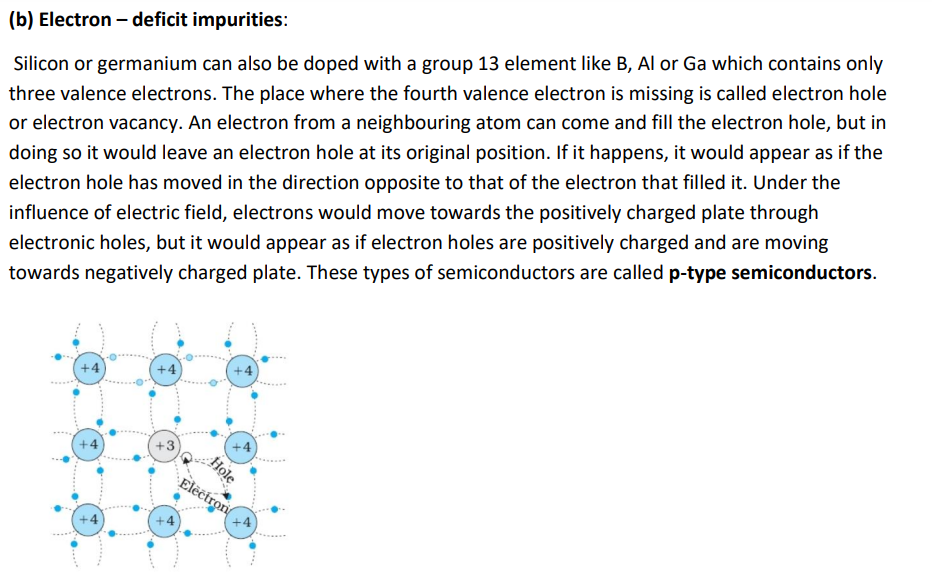 (b) Electron – deficit impurities:
Silicon or germanium can also be doped with a group 13 element like B, Al or Ga which contains only
three valence electrons. The place where the fourth valence electron is missing is called electron hole
or electron vacancy. An electron from a neighbouring atom can come and fill the electron hole, but in
doing so it would leave an electron hole at its original position. If it happens, it would appear as if the
electron hole has moved in the direction opposite to that of the electron that filled it. Under the
influence of electric field, electrons would move towards the positively charged plate through
electronic holes, but it would appear as if electron holes are positively charged and are moving
towards negatively charged plate. These types of semiconductors are called p-type semiconductors.
+4 +4 +4
+4 +3 +4
Hole
Electron
+4 +4 +4